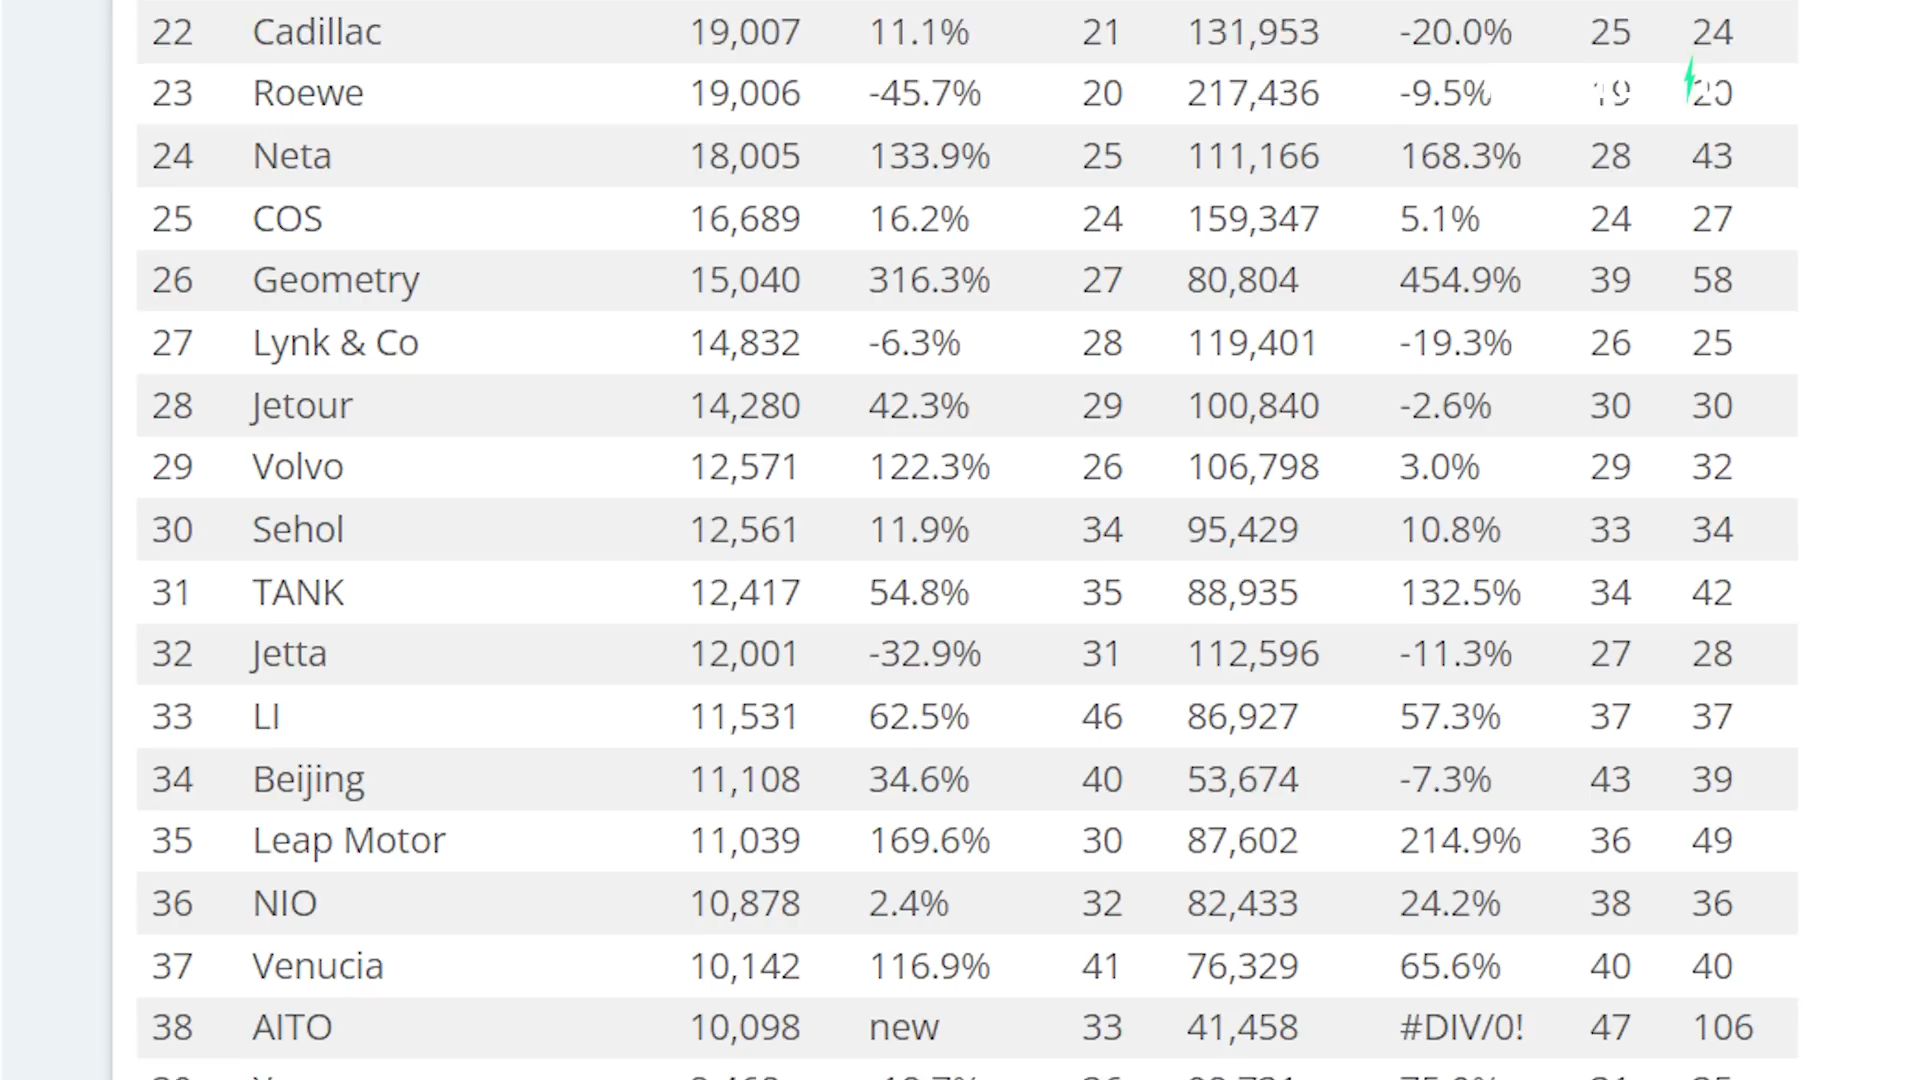 22 Cadillac 19,007 11.1% 21 131,953 -20.0% 25 24
23 Roewe 19,006 -45.7% 20 217,436 -9.5% 19 20
24 Neta 18,005 133.9% 25 111,166 168.3% 28 43
25 COS 16,689 16.2% 24 159,347 5.1% 24 27
26 Geometry 15,040 316.3% 27 80,804 454.9% 39 58
27 Lynk & Co 14,832 -6.3% 28 119,401 -19.3% 26 25
28 Jetour 14,280 42.3% 29 100,840 -2.6% 30 30
29 Volvo 12,571 122.3% 26 106,798 3.0% 29 32
30 Sehol 12,561 11.9% 34 95,429 10.8% 33 34
31 TANK 12,417 54.8% 35 88,935 132.5% 34 42
32 Jetta 12,001 -32.9% 31 112,596 -11.3% 27 28
33 LI 11,531 62.5% 46 86,927 57.3% 37 37
34 Beijing 11,108 34.6% 40 53,674 -7.3% 43 39
35 Leap Motor 11,039 169.6% 30 87,602 214.9% 36 49
36 NIO 10,878 2.4% 32 82,433 24.2% 38 36
37 Venucia 10,142 116.9% 41 76,329 65.6% 40 40
38 AITO 10,098 new 33 41,458 #DIV/0! 47 106